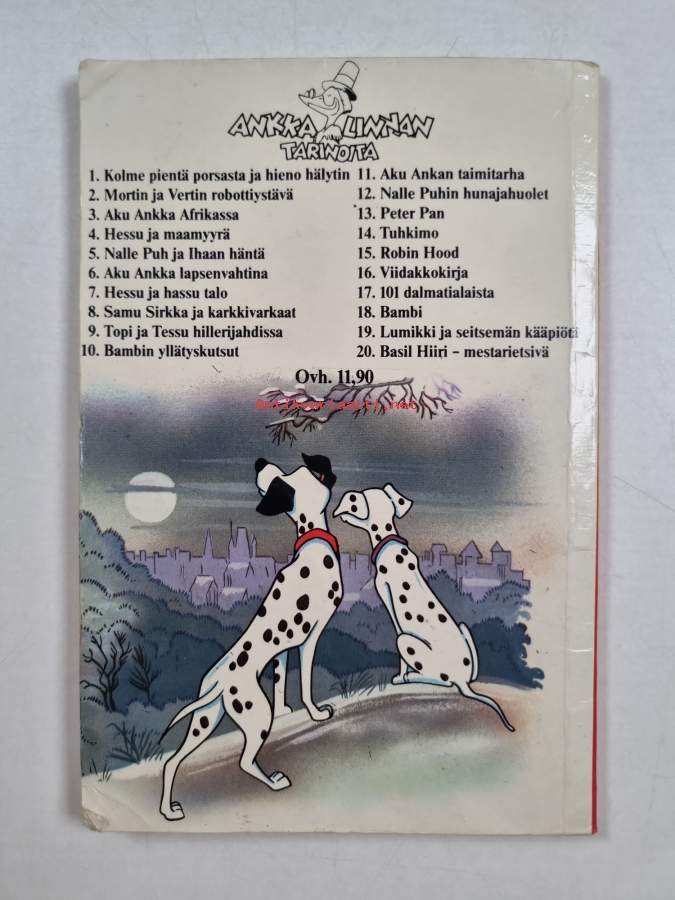 ANKKALINNAN
TARINOITA
1. Kolme pientä porsasta ja hieno hälytin
2. Mortin ja Vertin robottiystävä
3. Aku Ankka Afrikassa
4. Hessu ja maamyyrä
5. Nalle Puh ja Ihaan häntä
6. Aku Ankka lapsenvahtina
7. Hessu ja hassu talo
8. Samu Sirkka ja karkkivarkaat
9. Topi ja Tessu hillerijahdissa
10. Bambin yllätyskutsut
11. Aku Ankan taimitarha
12. Nalle Puhin hunajahuolet
13. Peter Pan
14. Tuhkimo
15. Robin Hood
16. Viidakkokirja
17. 101 dalmatialaista
18. Bambi
19. Lumikki ja seitsemän kääpiötä
20. Basil Hiiri – mestarietsivä
Ovh. 11,90